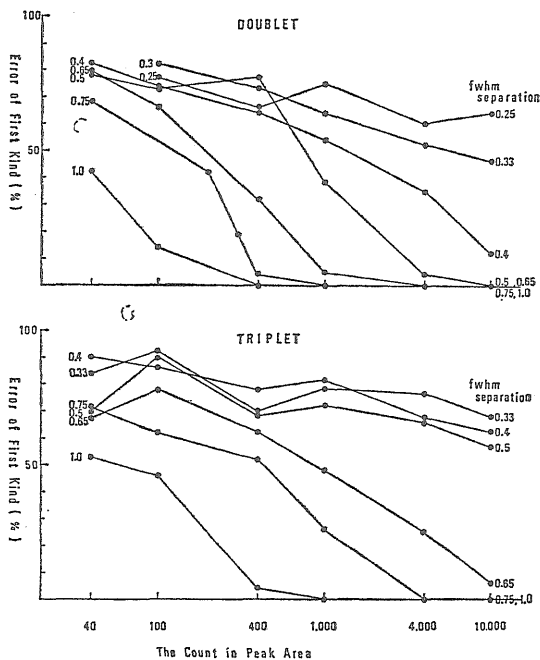 DOUBLET
100
50
Error of First Kind (%)
0.4
0.65
0.5
0.75
1.0
0.3
0.25
fwhm
separation
0.25
0.33
0.4
0.5, 0.65
0.75, 1.0
TRIPLET
100
50
Error of First Kind (%)
0.4
0.33
0.75
0.5
0.65
1.0
fwhm
separation
0.33
0.4
0.5
0.65
0.75, 1.0
40 100 400 1,000 4,000 10,000
The Count in Peak Area